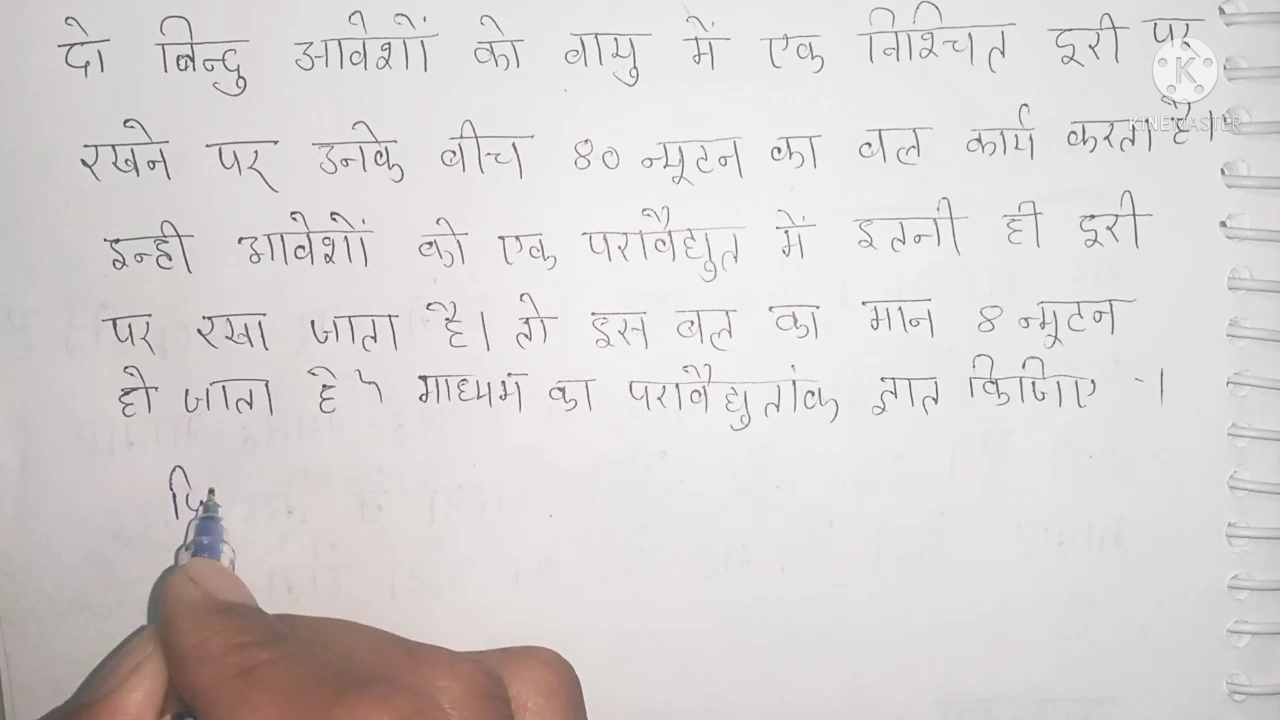 दो बिन्दु आवेशों को वायु में एक निश्चित दूरी पर
रखने पर उनके बीच 80 न्यूटन का बल कार्य करता है।
इन्ही आवेशों को एक परावैद्युत में इतनी ही दूरी
पर रखा जाता है। तो इस बल का मान 8 न्यूटन
हो जाता है, माध्यम का परावैद्युतांक ज्ञात किजिए -।
K
KINEMASTER